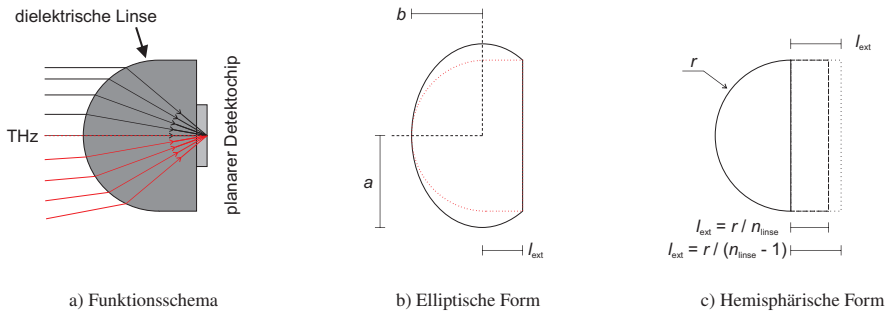 dielektrische Linse
THz
planarer Detektochip
a) Funktionsschema
b
a
l_ext
b) Elliptische Form
l_ext
r
l_ext = r / n_linse
l_ext = r / (n_linse - 1)
c) Hemisphärische Form